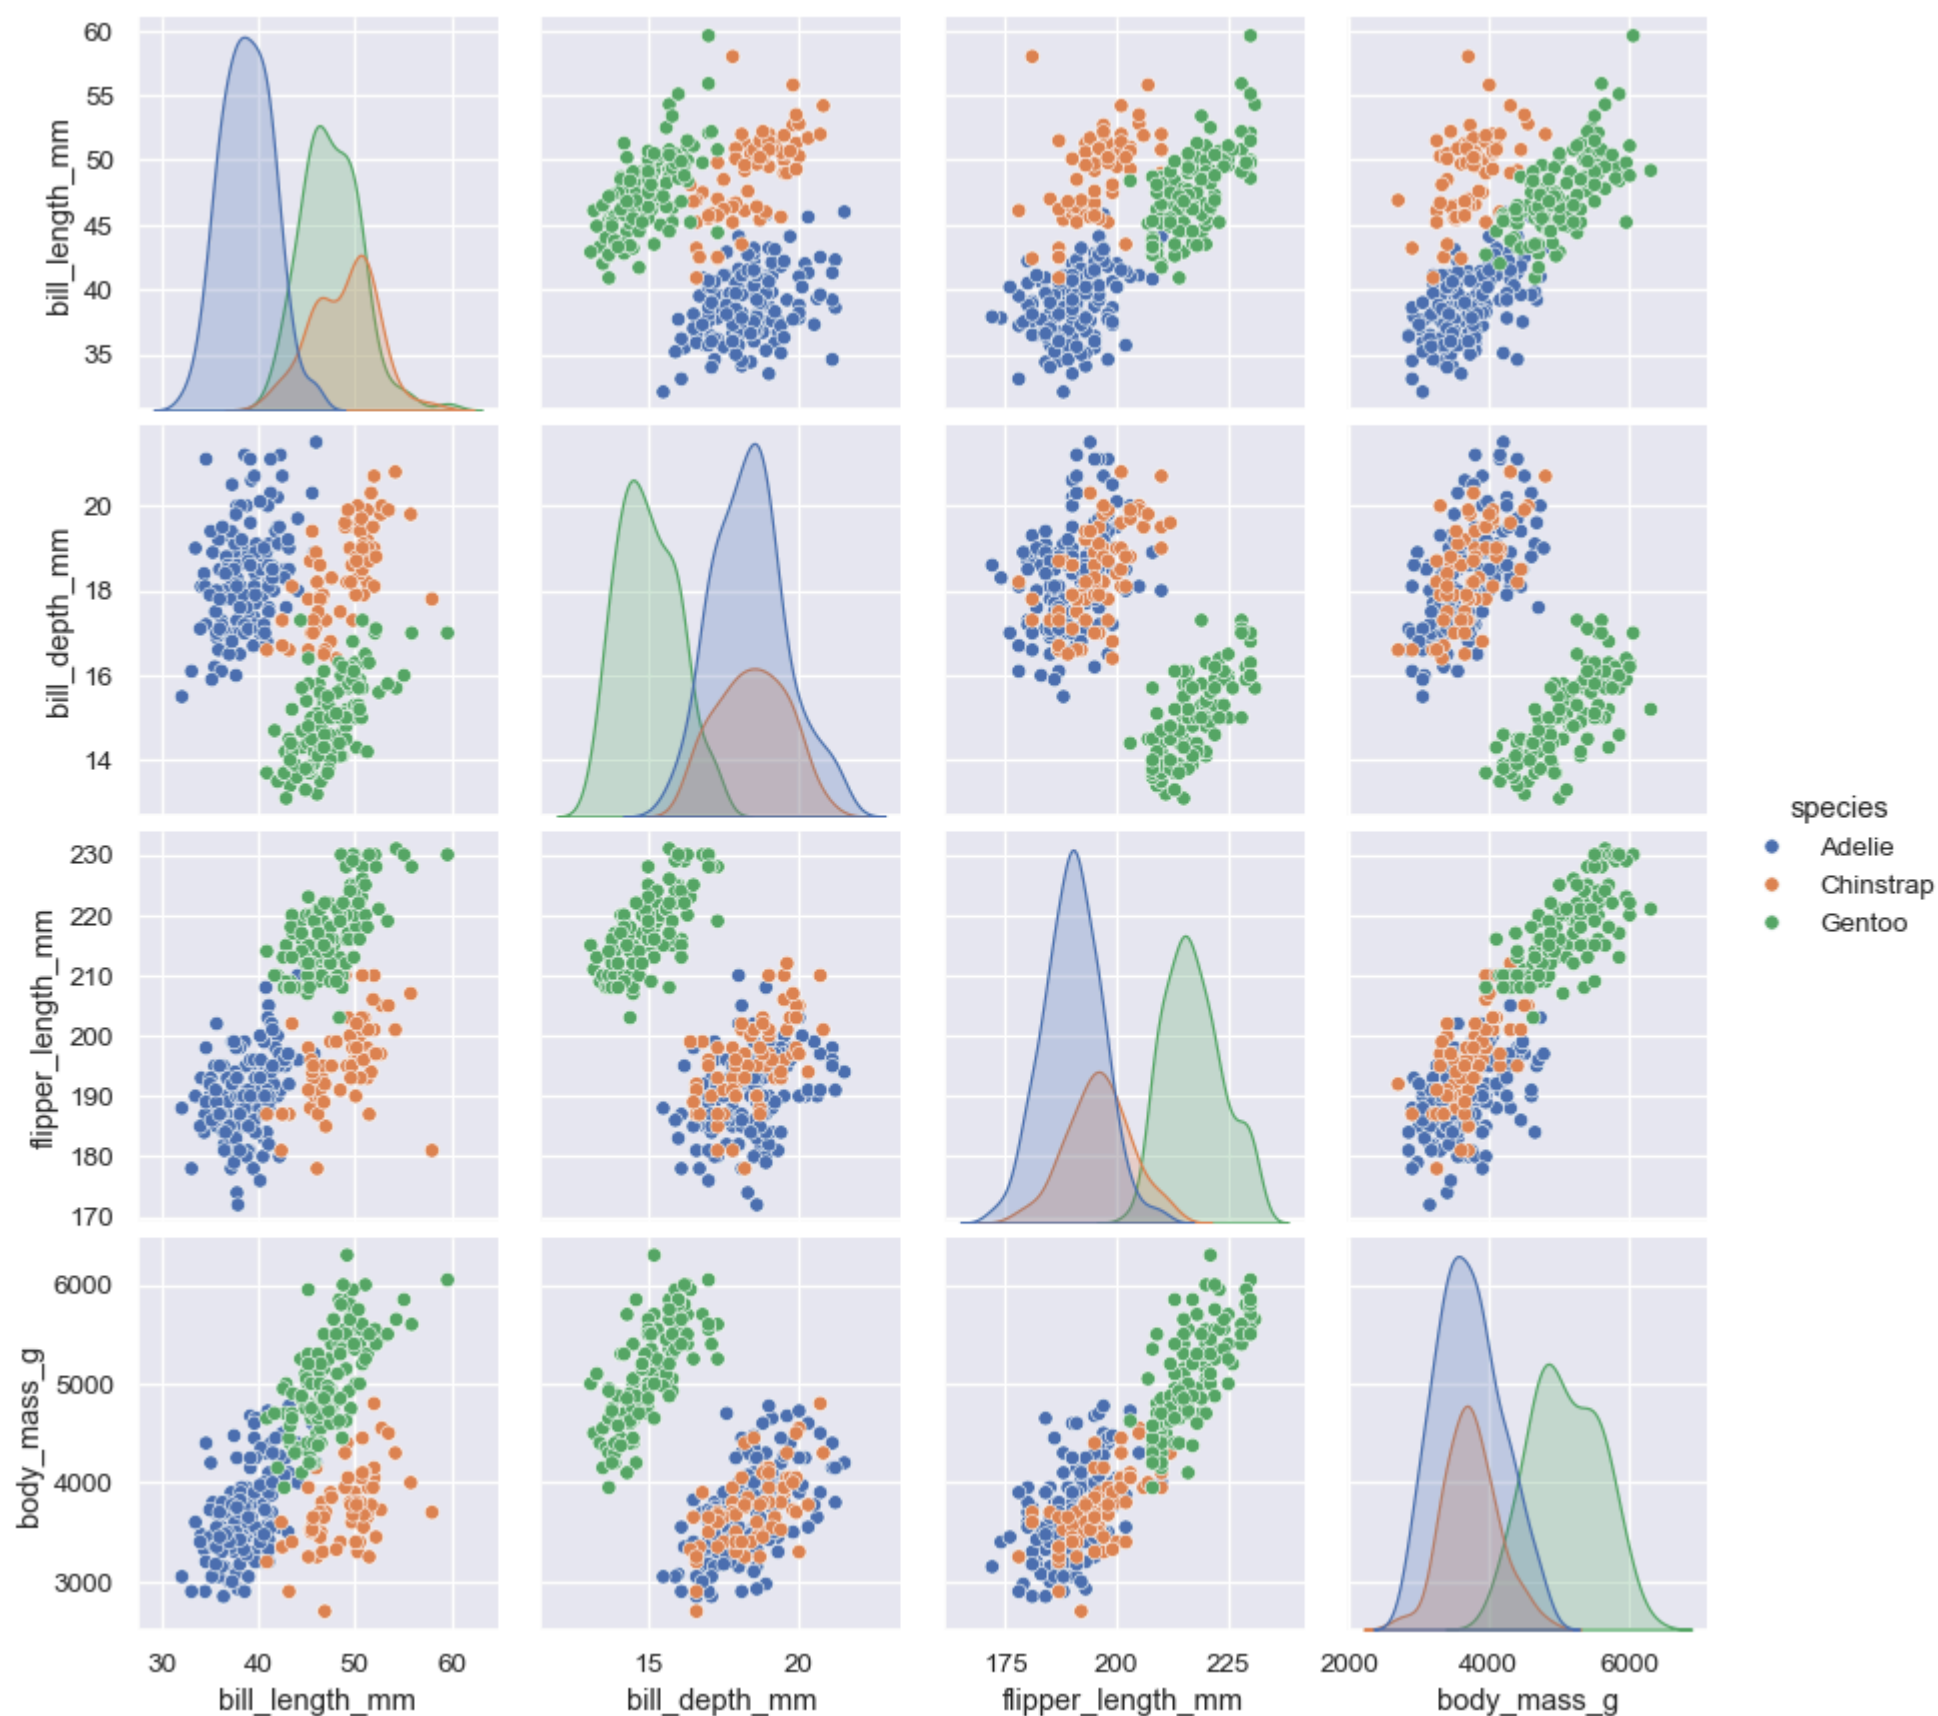 60
55
50
45
40
35
bill_length_mm
20
18
16
14
bill_depth_mm
species
Adelie
Chinstrap
Gentoo
230
220
210
200
190
180
170
flipper_length_mm
6000
5000
4000
3000
body_mass_g
30 40 50 60 15 20 175 200 225 2000 4000 6000
bill_length_mm bill_depth_mm flipper_length_mm body_mass_g